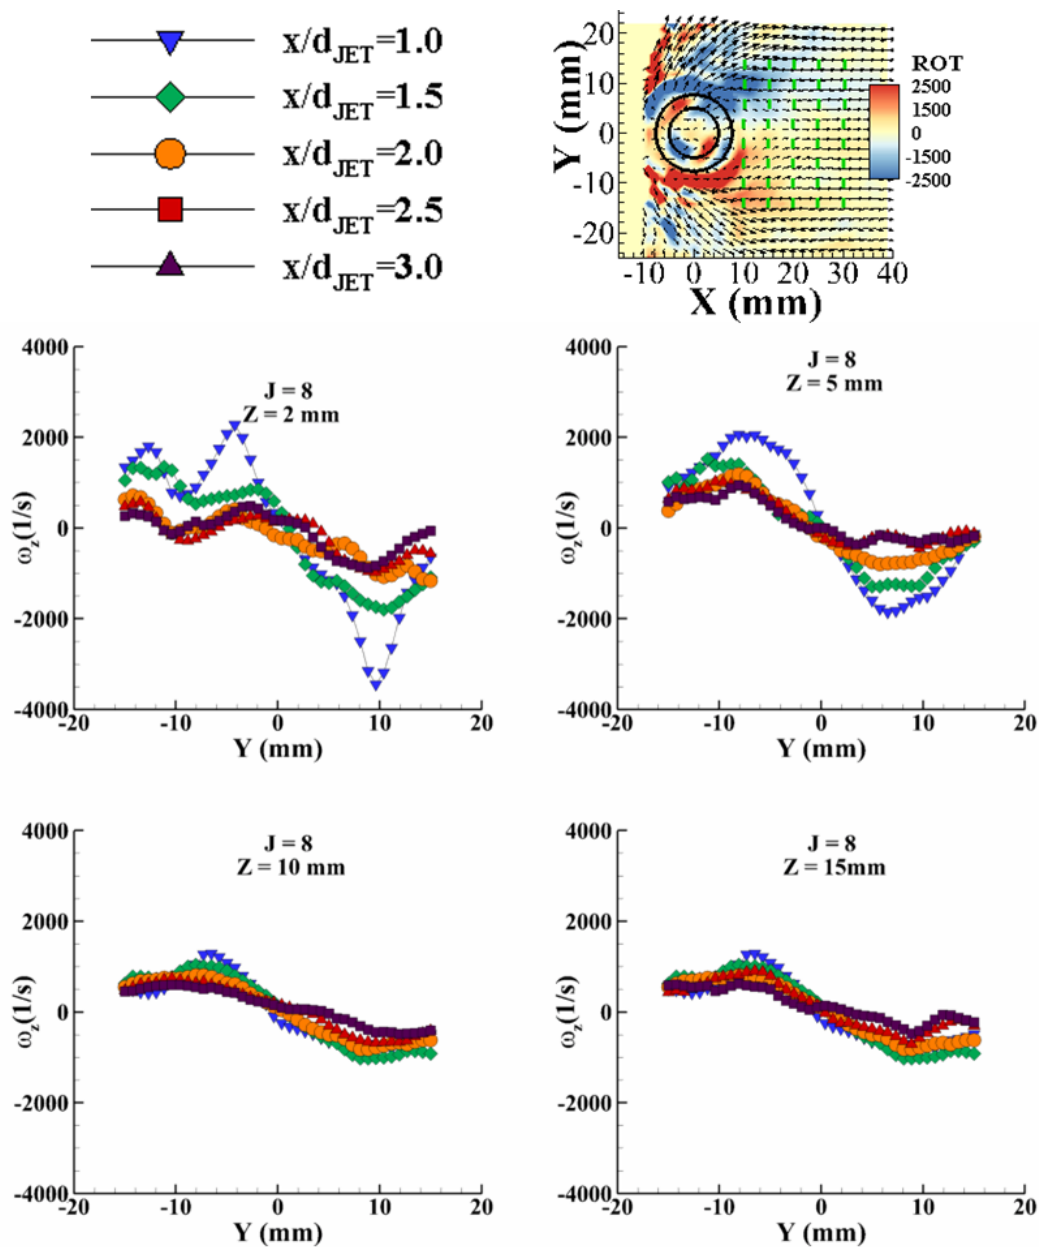 x/dJET=1.0
x/dJET=1.5
x/dJET=2.0
x/dJET=2.5
x/dJET=3.0
20
10
0
-10
-20
Y (mm)
-10 0 10 20 30 40
X (mm)
ROT
2500
1500
0
-1500
-2500
J = 8
Z = 2 mm
4000
2000
0
-2000
-4000
ωz(1/s)
-20 -10 0 10 20
Y (mm)
J = 8
Z = 5 mm
4000
2000
0
-2000
-4000
ωz(1/s)
-20 -10 0 10 20
Y (mm)
J = 8
Z = 10 mm
4000
2000
0
-2000
-4000
ωz(1/s)
-20 -10 0 10 20
Y (mm)
J = 8
Z = 15mm
4000
2000
0
-2000
-4000
ωz(1/s)
-20 -10 0 10 20
Y (mm)